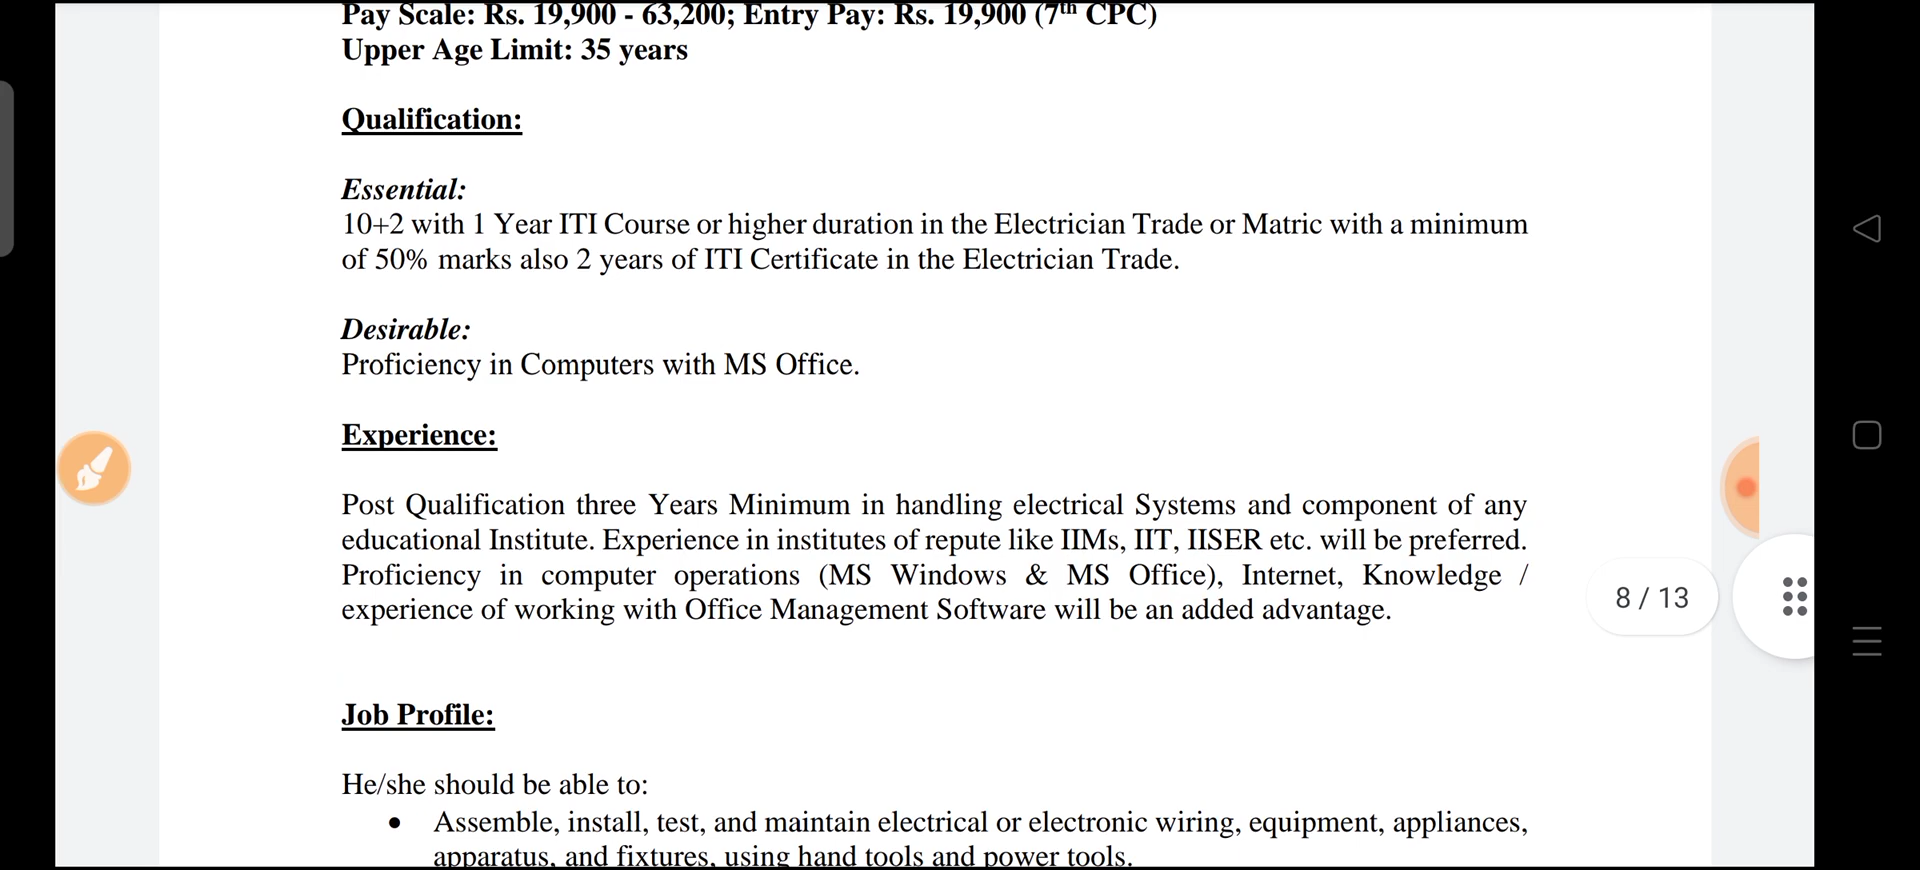 Pay Scale: Rs. 19,900 - 63,200; Entry Pay: Rs. 19,900 (7th CPC)
Upper Age Limit: 35 years
Qualification:
Essential:
10+2 with 1 Year ITI Course or higher duration in the Electrician Trade or Matric with a minimum
of 50% marks also 2 years of ITI Certificate in the Electrician Trade.
Desirable:
Proficiency in Computers with MS Office.
Experience:
Post Qualification three Years Minimum in handling electrical Systems and component of any
educational Institute. Experience in institutes of repute like IIMs, IIT, IISER etc. will be preferred.
Proficiency in computer operations (MS Windows & MS Office), Internet, Knowledge /
experience of working with Office Management Software will be an added advantage.
8 / 13
Job Profile:
He/she should be able to:
• Assemble, install, test, and maintain electrical or electronic wiring, equipment, appliances,
apparatus, and fixtures, using hand tools and power tools.